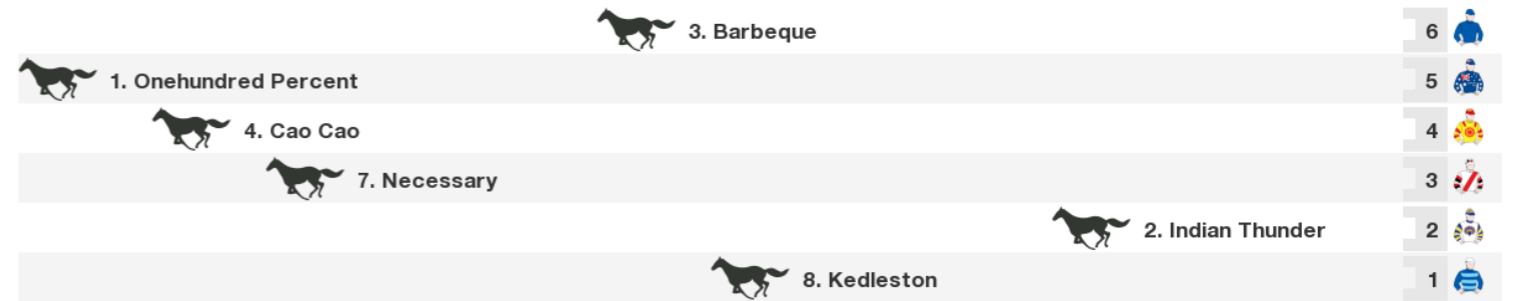 3. Barbeque 6
1. Onehundred Percent 5
4. Cao Cao 4
7. Necessary 3
2. Indian Thunder 2
8. Kedleston 1